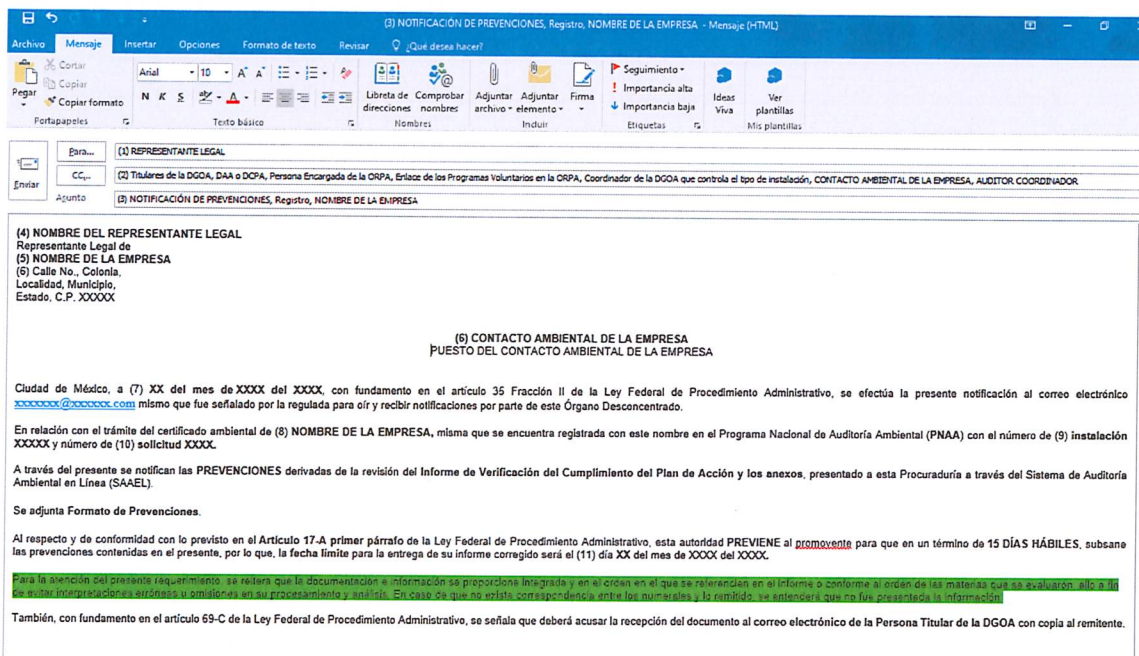 (3) NOTIFICACIÓN DE PREVENCIONES, Registro, NOMBRE DE LA EMPRESA - Mensaje (HTML)
Archivo Mensaje Insertar Opciones Formato de texto Revisar ¿Qué desea hacer?
Cortar
Copiar
Pegar
Copiar formato
Portapapeles
Arial 10
N K S
Texto básico
Libreta de direcciones
Comprobar nombres
Nombres
Adjuntar archivo
Adjuntar elemento
Firma
Incluir
Seguimiento
Importancia alta
Importancia baja
Etiquetas
Ideas Viva
Ver plantillas
Mis plantillas
Enviar
Para... (1) REPRESENTANTE LEGAL
CC... (2) Titulares de la DGOA, DAA o DCPA, Persona Encargada de la ORPA, Enlace de los Programas Voluntarios en la ORPA, Coordinador de la DGOA que controla el tipo de instalación, CONTACTO AMBIENTAL DE LA EMPRESA, AUDITOR COORDINADOR
Asunto (3) NOTIFICACIÓN DE PREVENCIONES, Registro, NOMBRE DE LA EMPRESA
(4) NOMBRE DEL REPRESENTANTE LEGAL
Representante Legal de
(5) NOMBRE DE LA EMPRESA
(6) Calle No., Colonia,
Localidad, Municipio,
Estado, C.P. XXXXX
(6) CONTACTO AMBIENTAL DE LA EMPRESA
PUESTO DEL CONTACTO AMBIENTAL DE LA EMPRESA
Ciudad de México, a (7) XX del mes de XXXX del XXXX, con fundamento en el artículo 35 Fracción II de la Ley Federal de Procedimiento Administrativo, se efectúa la presente notificación al correo electrónico
xxxxxxx@xxxxxx.com mismo que fue señalado por la regulada para oír y recibir notificaciones por parte de este Órgano Desconcentrado.
En relación con el trámite del certificado ambiental de (8) NOMBRE DE LA EMPRESA, misma que se encuentra registrada con este nombre en el Programa Nacional de Auditoría Ambiental (PNAA) con el número de (9) instalación
XXXXX y número de (10) solicitud XXXX.
A través del presente se notifican las PREVENCIONES derivadas de la revisión del Informe de Verificación del Cumplimiento del Plan de Acción y los anexos, presentado a esta Procuraduría a través del Sistema de Auditoría
Ambiental en Línea (SAAEL).
Se adjunta Formato de Prevenciones.
Al respecto y de conformidad con lo previsto en el Artículo 17-A primer párrafo de la Ley Federal de Procedimiento Administrativo, esta autoridad PREVIENE al promovente para que en un término de 15 DÍAS HÁBILES, subsane
las prevenciones contenidas en el presente, por lo que, la fecha límite para la entrega de su informe corregido será el (11) día XX del mes de XXXX del XXXX.
Para la atención del presente requerimiento, se reitera que la documentación e información se proporcione integrada y en el orden en el que se referencien en el informe o conforme al orden de las materias que se evaluarón, ello a fin
de evitar interpretaciones erróneas u omisiones en su procesamiento y análisis. En caso de que no exista correspondencia entre los numerales y lo remitido, se entenderá que no fue presentada la información.
También, con fundamento en el artículo 69-C de la Ley Federal de Procedimiento Administrativo, se señala que deberá acusar la recepción del documento al correo electrónico de la Persona Titular de la DGOA con copia al remitente.